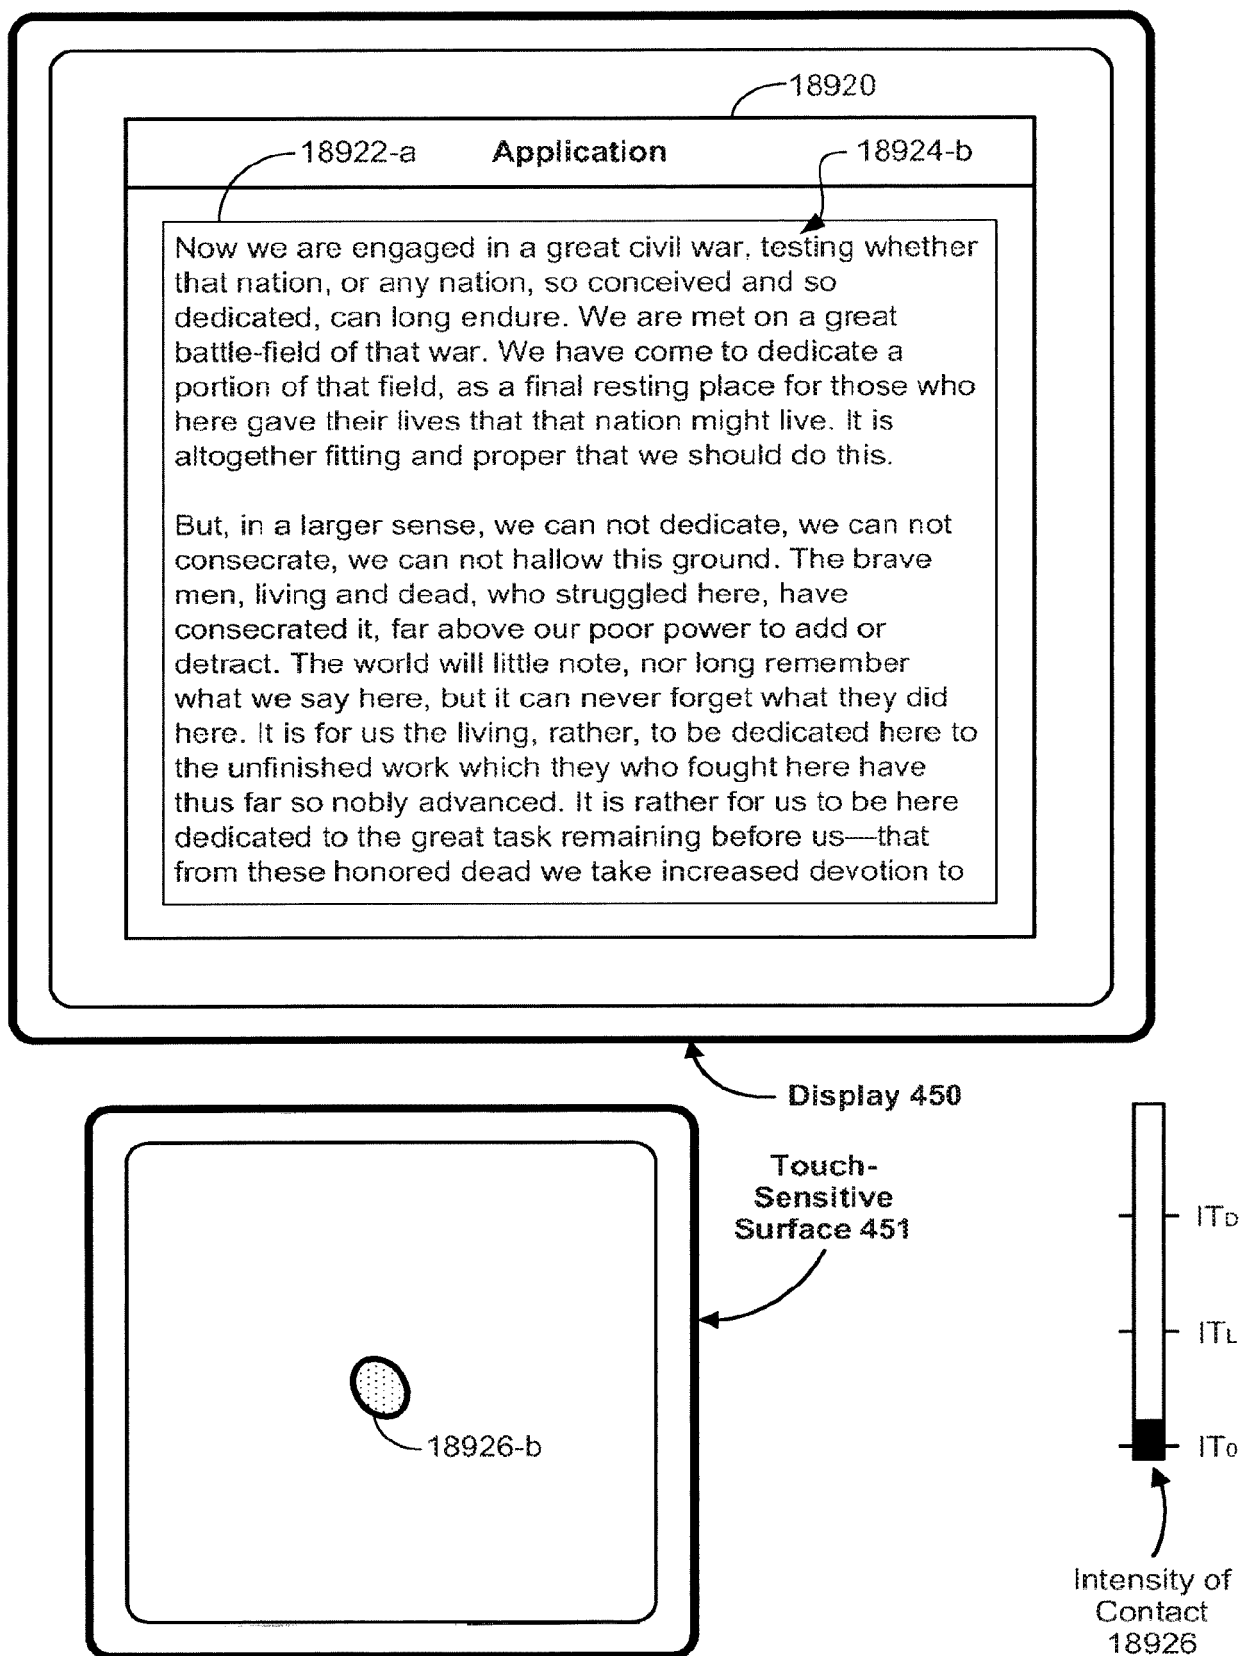 18920
18922-a
Application
18924-b
Now we are engaged in a great civil war, testing whether
that nation, or any nation, so conceived and so
dedicated, can long endure. We are met on a great
battle-field of that war. We have come to dedicate a
portion of that field, as a final resting place for those who
here gave their lives that that nation might live. It is
altogether fitting and proper that we should do this.
But, in a larger sense, we can not dedicate, we can not
consecrate, we can not hallow this ground. The brave
men, living and dead, who struggled here, have
consecrated it, far above our poor power to add or
detract. The world will little note, nor long remember
what we say here, but it can never forget what they did
here. It is for us the living, rather, to be dedicated here to
the unfinished work which they who fought here have
thus far so nobly advanced. It is rather for us to be here
dedicated to the great task remaining before us—that
from these honored dead we take increased devotion to
Display 450
Touch-
Sensitive
Surface 451
18926-b
ITD
ITL
IT0
Intensity of
Contact
18926